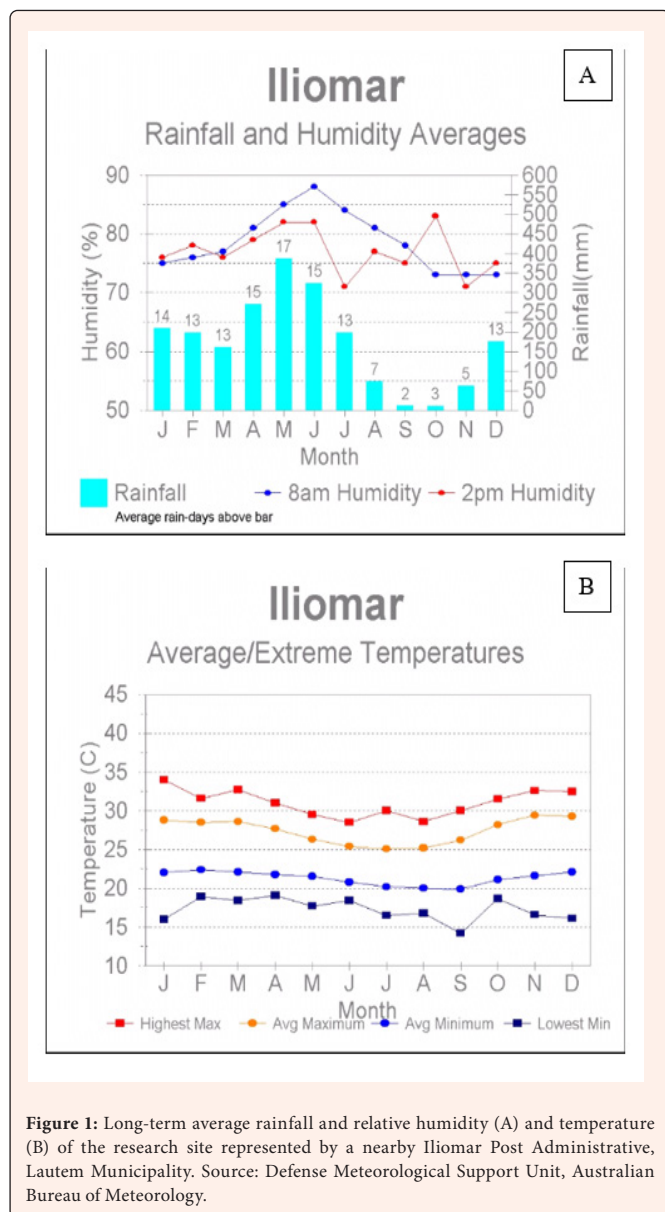 A
Iliomar
Rainfall and Humidity Averages
90
80
70
60
50
Humidity (%)
600
550
500
450
400
350
300
250
200
150
100
50
0
Rainfall(mm)
14 13 13 15 17 15 13 7 2 3 5 13
J F M A M J J A S O N D
Month
Rainfall 8am Humidity 2pm Humidity
Average rain-days above bar
B
Iliomar
Average/Extreme Temperatures
45
40
35
30
25
20
15
10
Temperature (C)
J F M A M J J A S O N D
Month
Highest Max Avg Maximum Avg Minimum Lowest Min
Figure 1: Long-term average rainfall and relative humidity (A) and temperature
(B) of the research site represented by a nearby Iliomar Post Administrative,
Lautem Municipality. Source: Defense Meteorological Support Unit, Australian
Bureau of Meteorology.